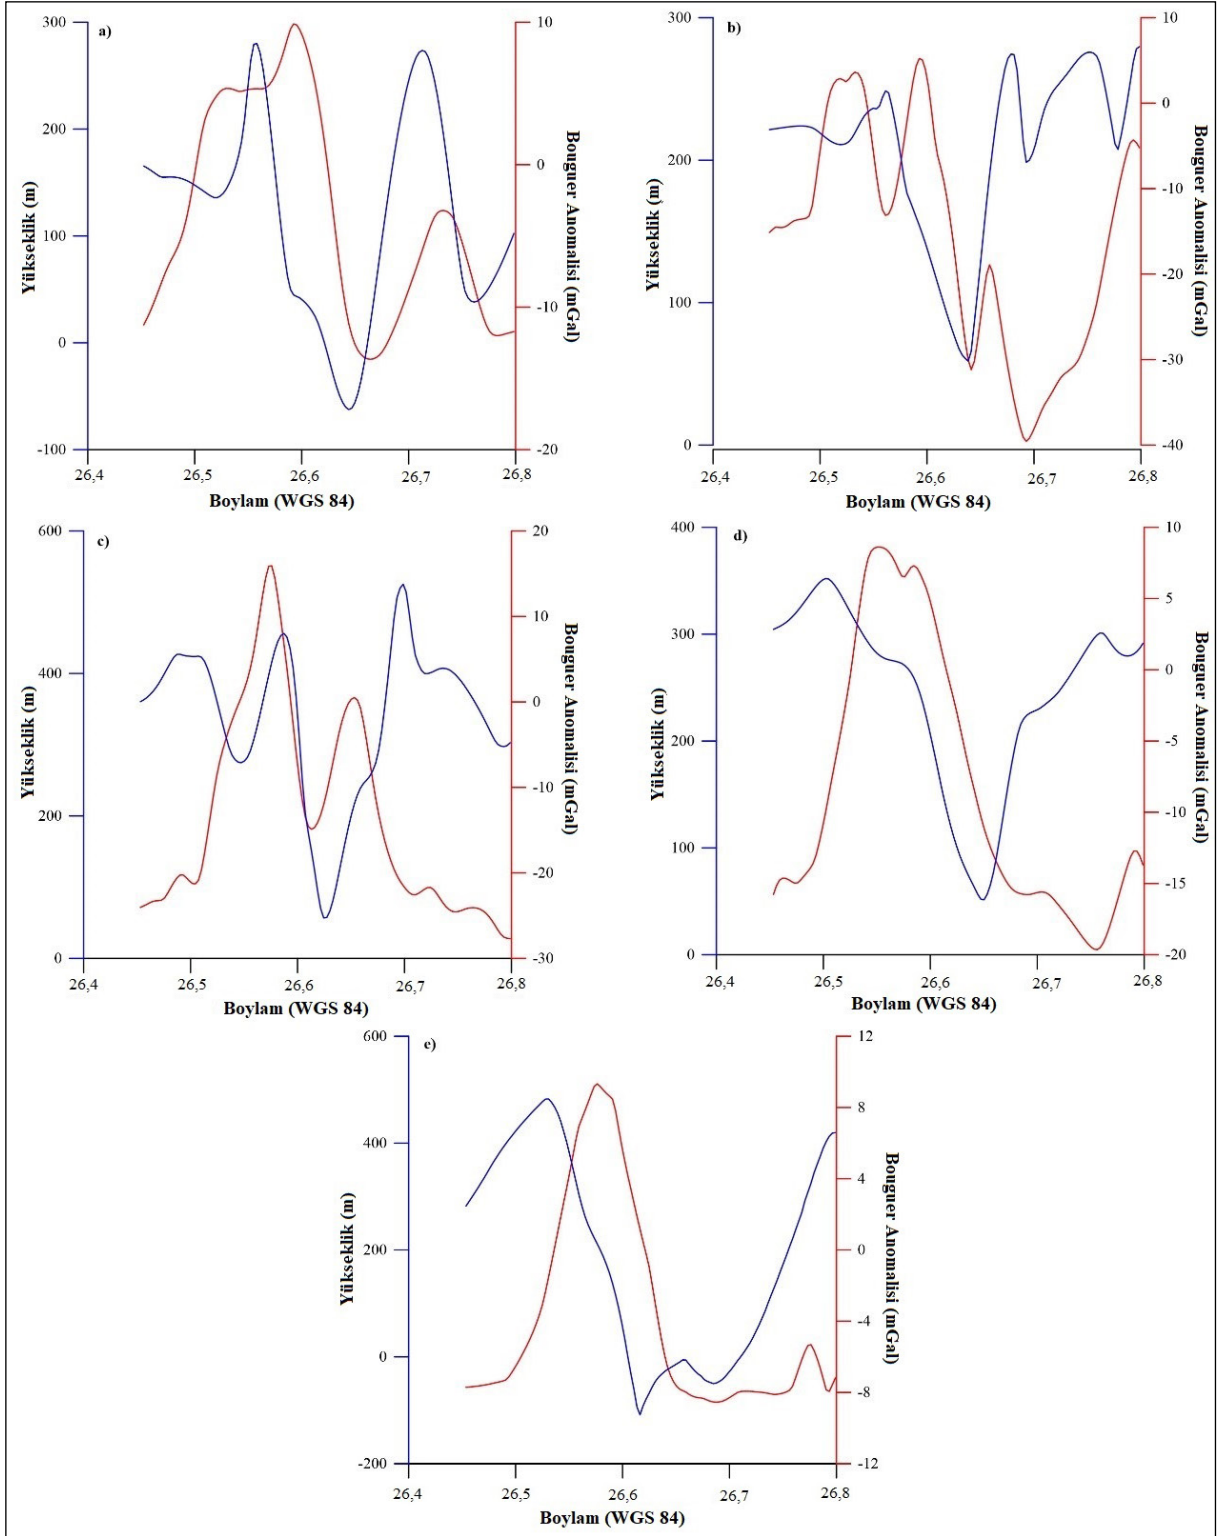 a)
300
200
100
0
-100
Yükseklik (m)
10
0
-10
-20
Bouguer Anomalisi (mGal)
26,4 26,5 26,6 26,7 26,8
Boylam (WGS 84)
b)
300
200
100
0
Yükseklik (m)
10
0
-10
-20
-30
-40
Bouguer Anomalisi (mGal)
26,4 26,5 26,6 26,7 26,8
Boylam (WGS 84)
c)
600
400
200
0
Yükseklik (m)
20
10
0
-10
-20
-30
Bouguer Anomalisi (mGal)
26,4 26,5 26,6 26,7 26,8
Boylam (WGS 84)
d)
400
300
200
100
0
Yükseklik (m)
10
5
0
-5
-10
-15
-20
Bouguer Anomalisi (mGal)
26,4 26,5 26,6 26,7 26,8
Boylam (WGS 84)
e)
600
400
200
0
-200
Yükseklik (m)
12
8
4
0
-4
-8
-12
Bouguer Anomalisi (mGal)
26,4 26,5 26,6 26,7 26,8
Boylam (WGS 84)